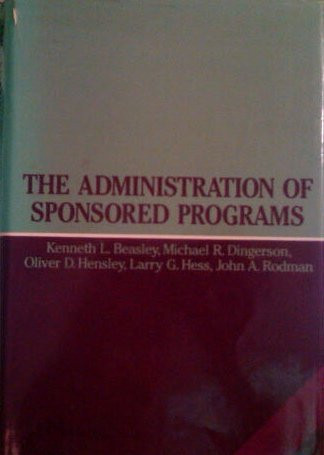 THE ADMINISTRATION OF
SPONSORED PROGRAMS
Kenneth L. Beasley, Michael R. Dingerson,
Oliver D. Hensley, Larry G. Hess, John A. Rodman